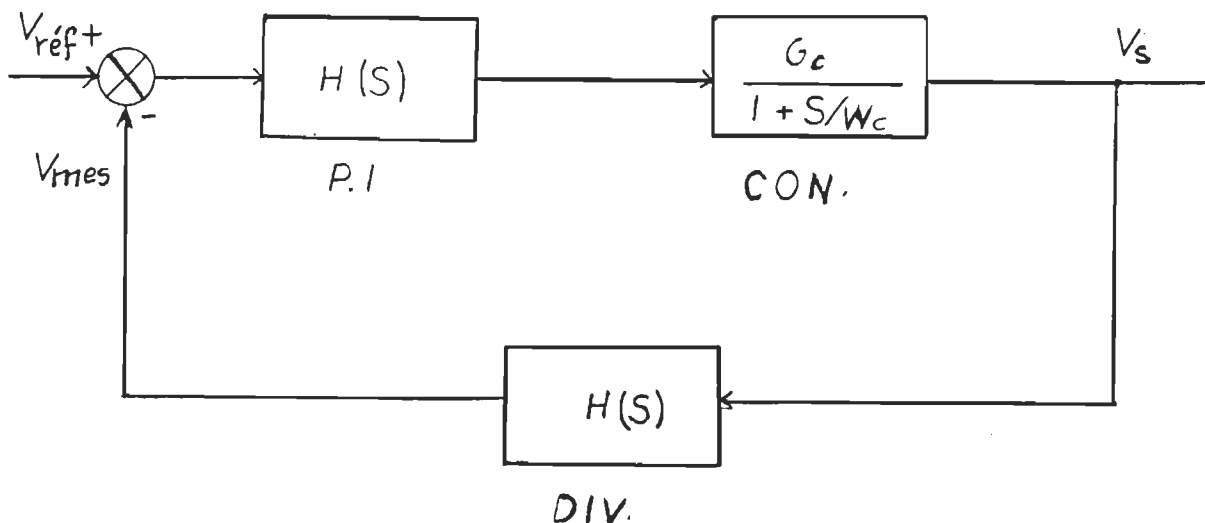 Vréf +
Vs
H(S)
Gc
1 + S/Wc
-
Vmes
P.I
CON.
H(S)
DIV.